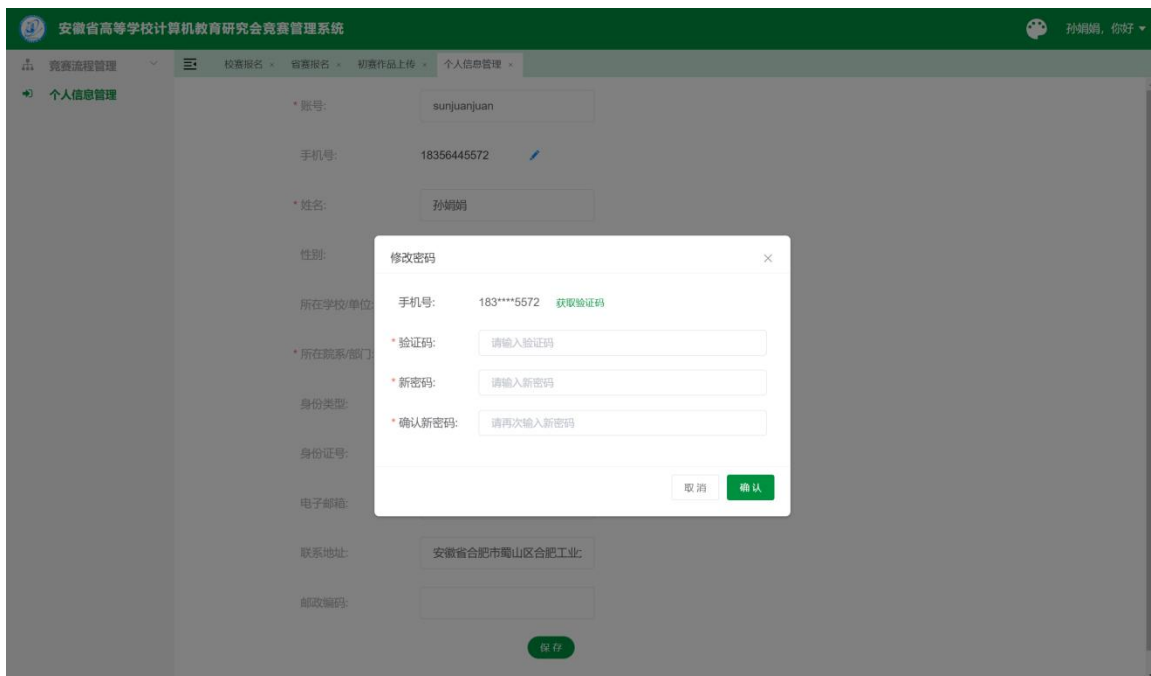 安徽省高等学校计算机教育研究会竞赛管理系统
孙娟娟，你好
竞赛流程管理
校赛报名 × 省赛报名 × 初赛作品上传 × 个人信息管理 ×
个人信息管理
* 账号: sunjuanjuan
手机号: 18356445572
* 姓名: 孙娟娟
性别:
所在学校/单位:
* 所在院系/部门:
身份类型:
身份证号:
电子邮箱:
联系地址: 安徽省合肥市蜀山区合肥工业
邮政编码:
保存
修改密码 ×
手机号: 183****5572 获取验证码
* 验证码: 请输入验证码
* 新密码: 请输入新密码
* 确认新密码: 请再次输入新密码
取消 确认